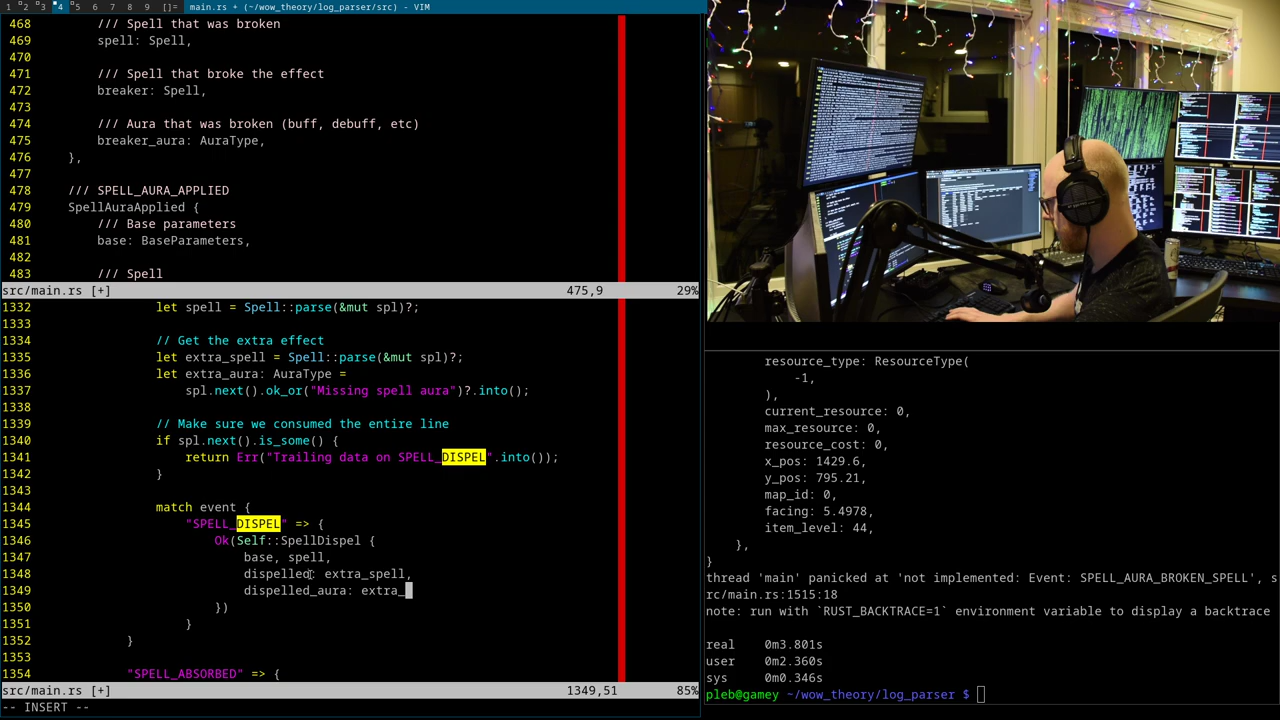 1 2 3 4 5 6 7 8 9 []= main.rs + (~/wow_theory/log_parser/src) - VIM
468 /// Spell that was broken
469 spell: Spell,
470
471 /// Spell that broke the effect
472 breaker: Spell,
473
474 /// Aura that was broken (buff, debuff, etc)
475 breaker_aura: AuraType,
476 },
477
478 /// SPELL_AURA_APPLIED
479 SpellAuraApplied {
480 /// Base parameters
481 base: BaseParameters,
482
483 /// Spell
src/main.rs [+] 475,9 29%
1332 let spell = Spell::parse(&mut spl)?;
1333
1334 // Get the extra effect
1335 let extra_spell = Spell::parse(&mut spl)?;
1336 let extra_aura: AuraType =
1337 spl.next().ok_or("Missing spell aura")?.into();
1338
1339 // Make sure we consumed the entire line
1340 if spl.next().is_some() {
1341 return Err("Trailing data on SPELL_DISPEL".into());
1342 }
1343
1344 match event {
1345 "SPELL_DISPEL" => {
1346 Ok(Self::SpellDispel {
1347 base, spell,
1348 dispelled: extra_spell,
1349 dispelled_aura: extra_
1350 })
1351 }
1352 }
1353
1354 "SPELL_ABSORBED" => {
src/main.rs [+] 1349,51 85%
-- INSERT --
resource_type: ResourceType(
-1,
),
current_resource: 0,
max_resource: 0,
resource_cost: 0,
x_pos: 1429.6,
y_pos: 795.21,
map_id: 0,
facing: 5.4978,
item_level: 44,
},
}
thread 'main' panicked at 'not implemented: Event: SPELL_AURA_BROKEN_SPELL', s
rc/main.rs:1515:18
note: run with `RUST_BACKTRACE=1` environment variable to display a backtrace
real 0m3.801s
user 0m2.360s
sys 0m0.346s
pleb@gamey ~/wow_theory/log_parser $